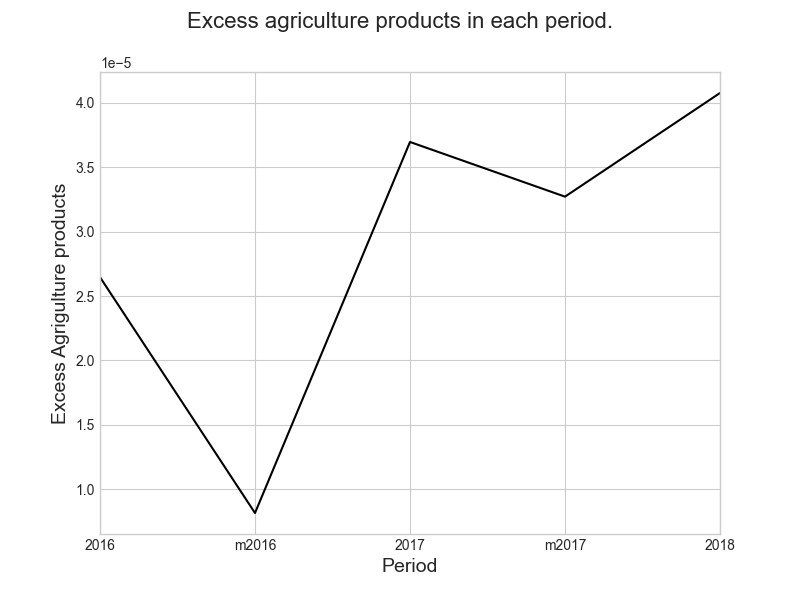 Excess agriculture products in each period.
1e−5
4.0
3.5
3.0
2.5
2.0
1.5
1.0
Excess Agrigulture products
2016 m2016 2017 m2017 2018
Period